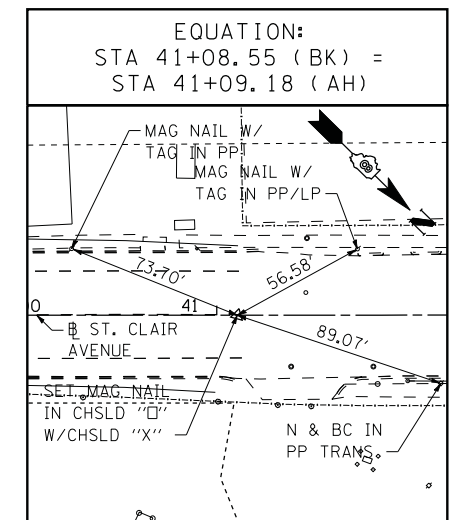 EQUATION:
STA 41+08.55 (BK) =
STA 41+09.18 (AH)
MAG NAIL W/
TAG IN PP
MAG NAIL W/
TAG IN PP/LP
73.70'
56.58'
0
41
89.07'
B ST. CLAIR
AVENUE
SET MAG NAIL
IN CHSLD "□"
W/CHSLD "X"
N & BC IN
PP TRANS.